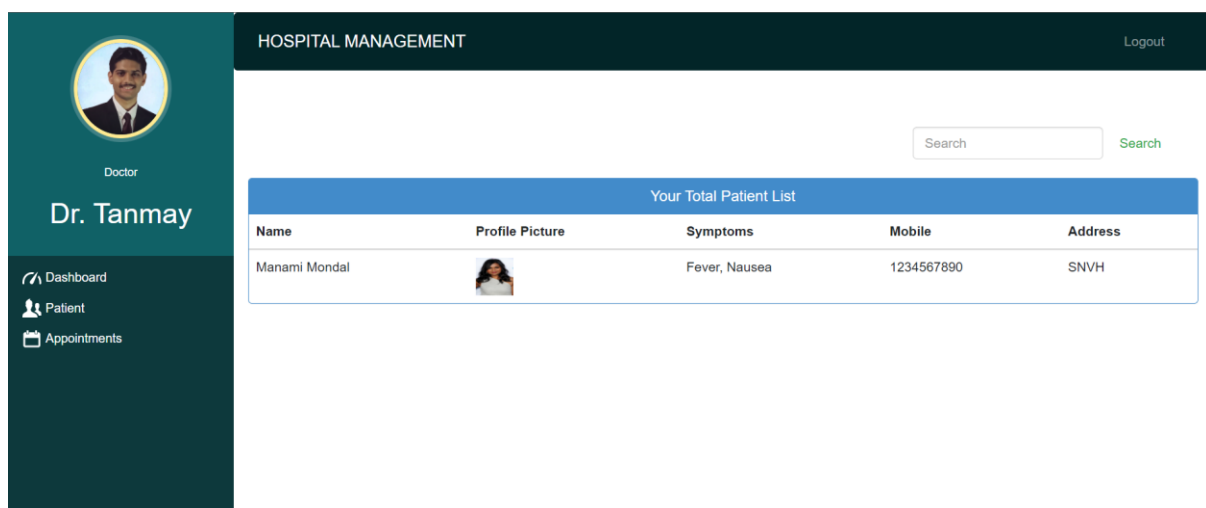 HOSPITAL MANAGEMENT
Logout
Doctor
Dr. Tanmay
Dashboard
Patient
Appointments
Search Search
Your Total Patient List
Name Profile Picture Symptoms Mobile Address
Manami Mondal Fever, Nausea 1234567890 SNVH